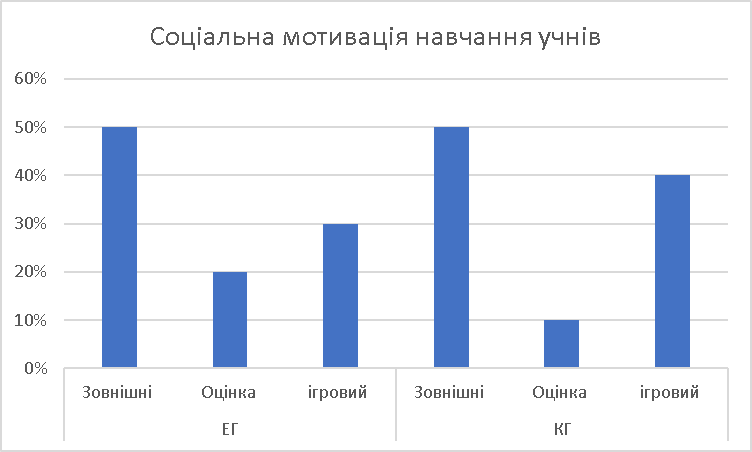 Соціальна мотивація навчання учнів
60%
50%
40%
30%
20%
10%
0%
Зовнішні Оцінка ігровий Зовнішні Оцінка ігровий
ЕГ КГ